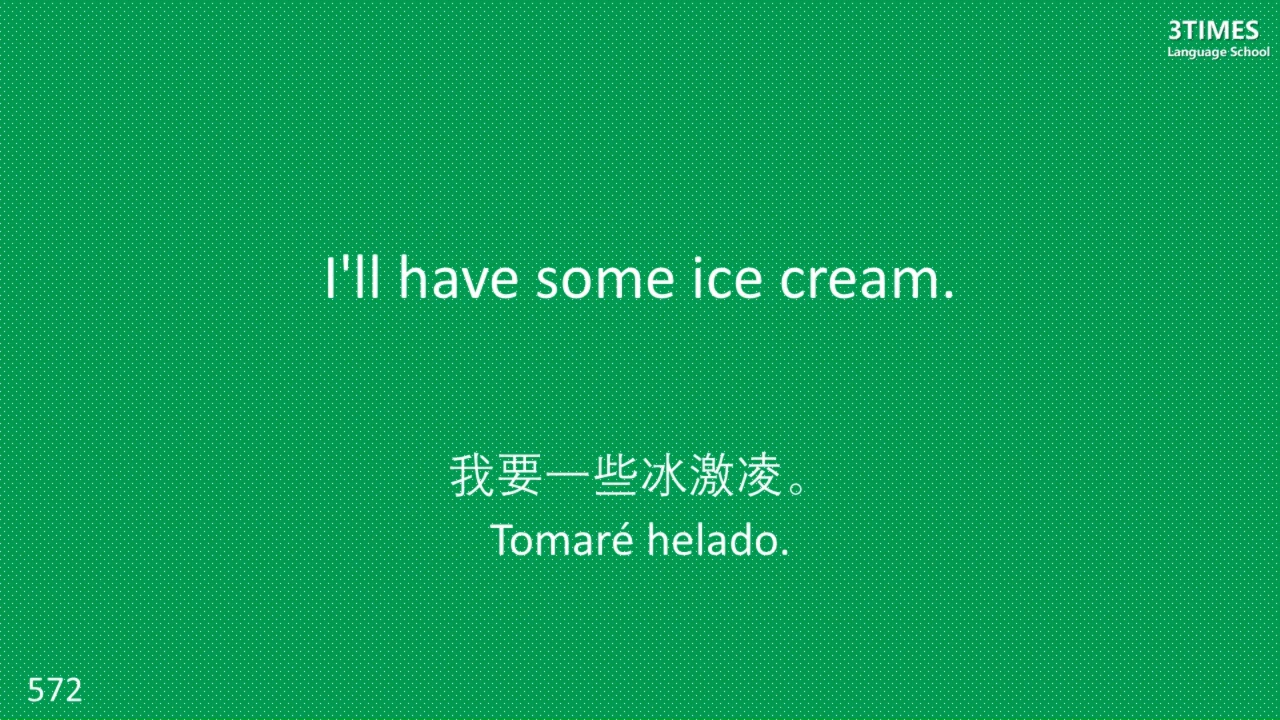 3TIMES
Language School
I'll have some ice cream.
我要一些冰激凌。
Tomaré helado.
572